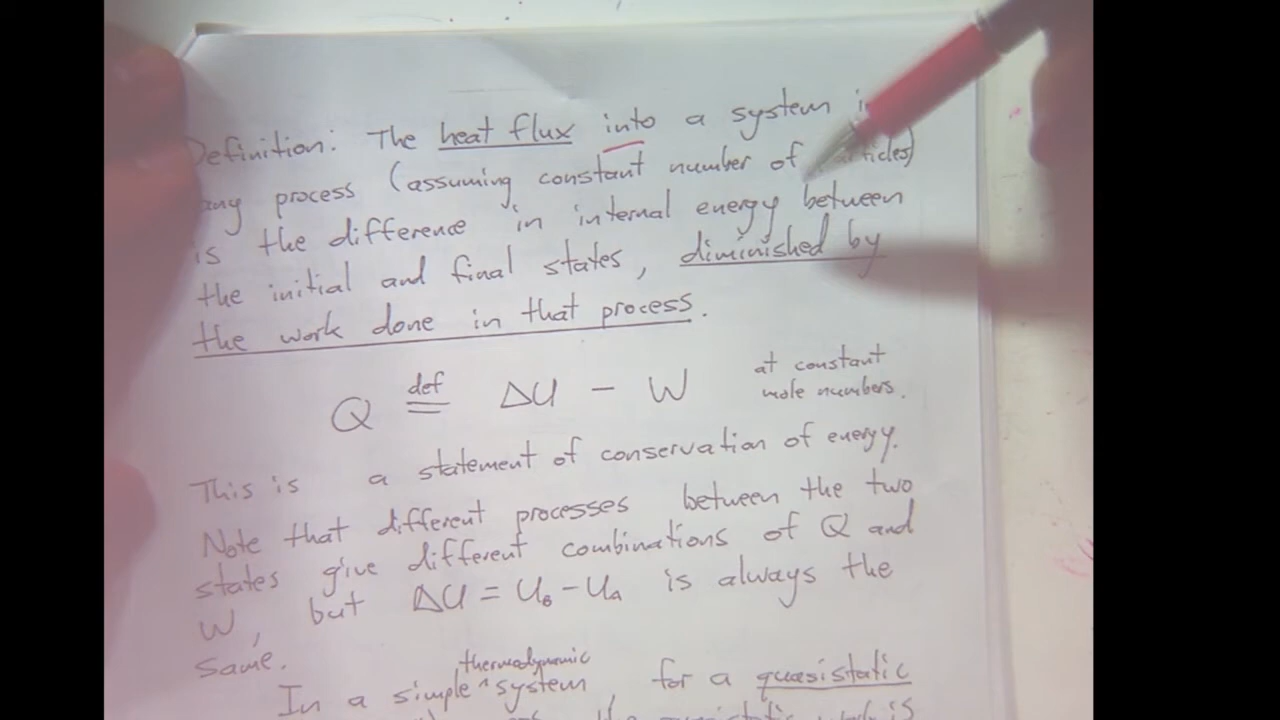 Definition: The heat flux into a system in
any process (assuming constant number of particles)
is the difference in internal energy between
the initial and final states, diminished by
the work done in that process.
Q def = ΔU - W at constant mole numbers.
This is a statement of conservation of energy.
Note that different processes between the two
states give different combinations of Q and
W, but ΔU = U_B - U_A is always the
same.
In a simple ^thermodynamic system, for a quasistatic